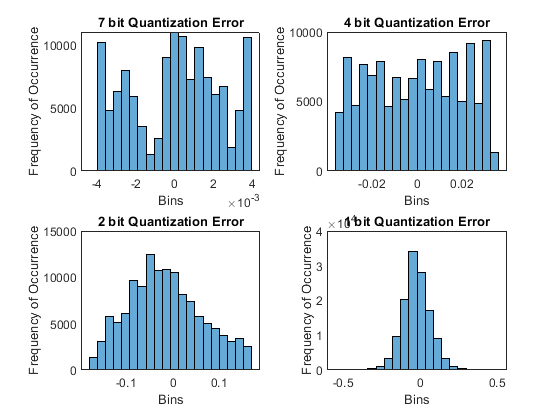 7 bit Quantization Error
4 bit Quantization Error
Frequency of Occurrence
10000
5000
0
-4 -2 0 2 4
Bins
×10-3
Frequency of Occurrence
10000
5000
0
-0.02 0 0.02
Bins
2 bit Quantization Error
Frequency of Occurrence
15000
10000
5000
0
-0.1 0 0.1
Bins
1 bit Quantization Error
Frequency of Occurrence
4
3
2
1
0
-0.5 0 0.5
Bins